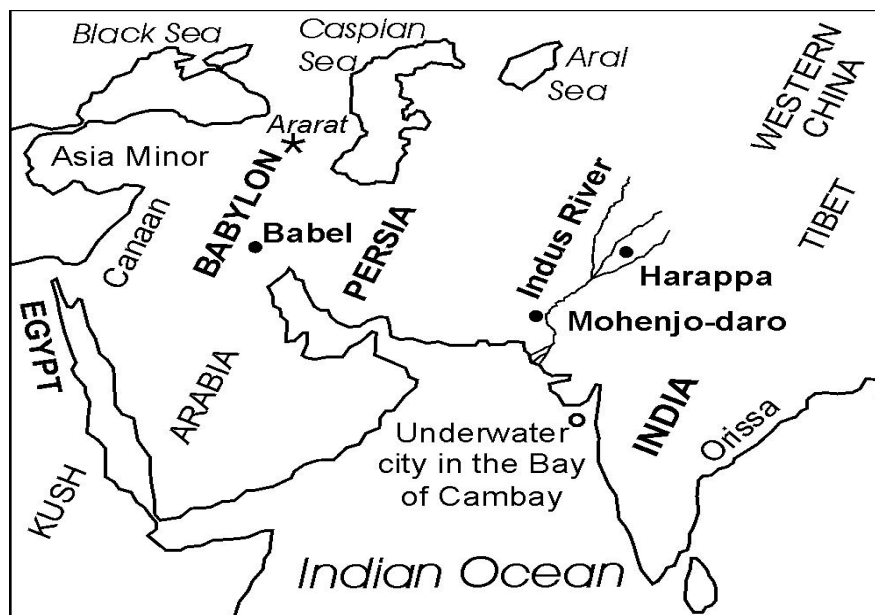 Black Sea
Caspian
Sea
Aral
Sea
WESTERN
CHINA
Ararat
Asia Minor
Canaan
BABYLON
Babel
PERSIA
Indus River
TIBET
Harappa
Mohenjo-daro
EGYPT
ARABIA
KUSH
Underwater
city in the Bay
of Cambay
INDIA
Orissa
Indian Ocean